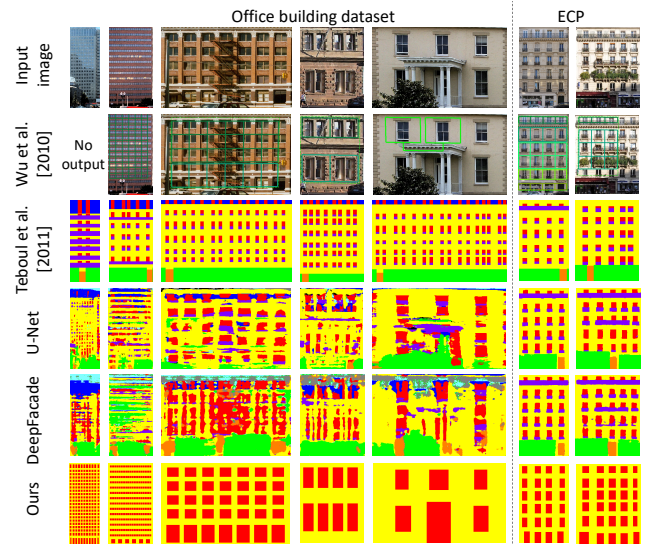 Office building dataset
ECP
Input
image
Wu et al.
[2010]
No
output
Teboul et al.
[2011]
U-Net
DeepFacade
Ours